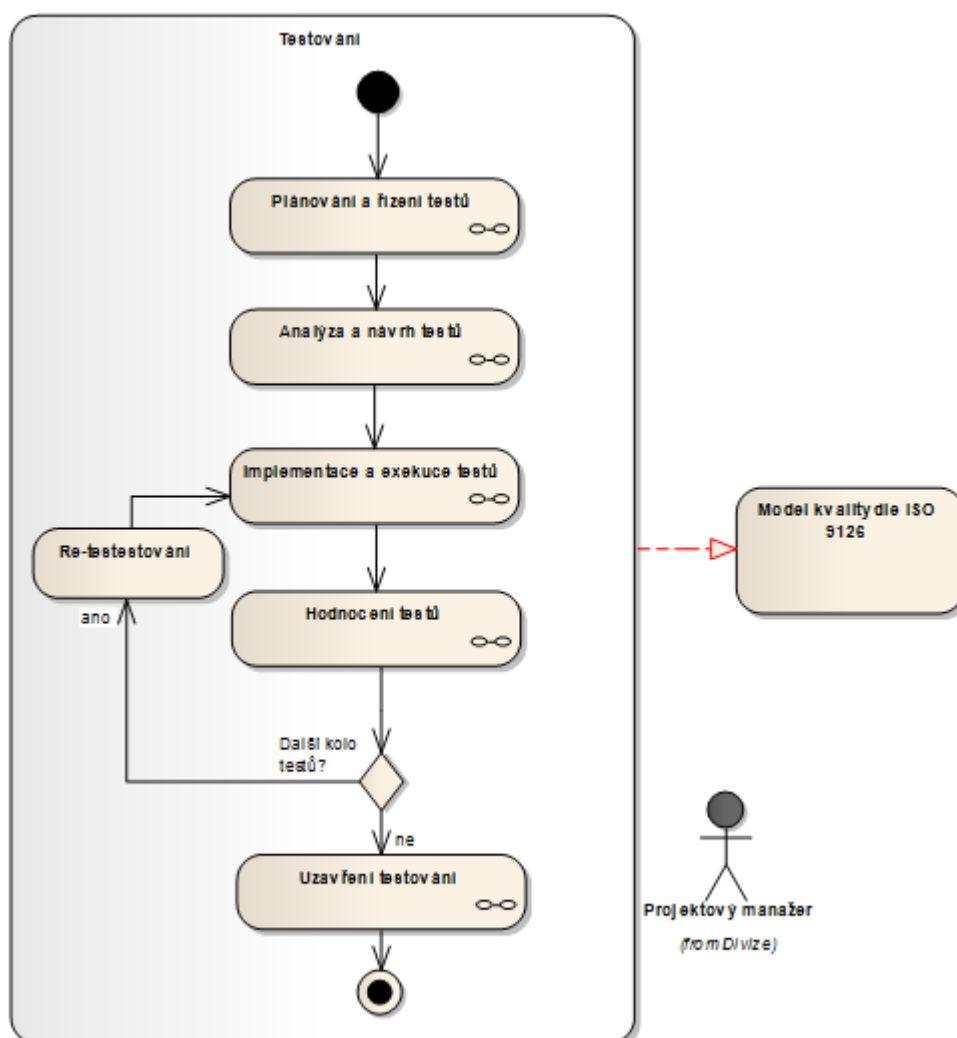 Testování
Plánování a řízení testů
Analýza a návrh testů
Implementace a exekuce testů
Re-testestování
ano
Hodnocení testů
Další kolo
testů?
ne
Uzavření testování
Model kvality dle ISO
9126
Projektový manažer
(from Divize)